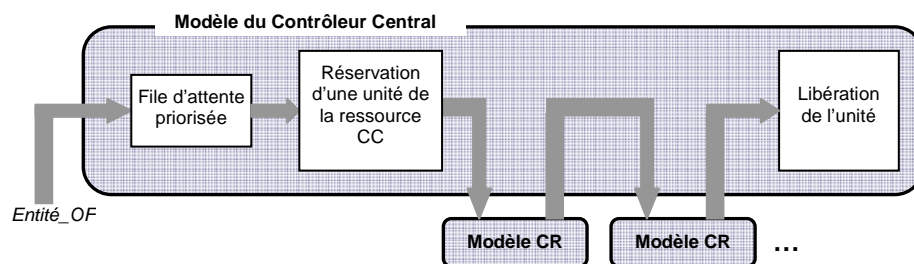 Modèle du Contrôleur Central
File d'attente
priorisée
Réservation
d'une unité de
la ressource
CC
Libération
de l'unité
Entité_OF
Modèle CR
Modèle CR
...